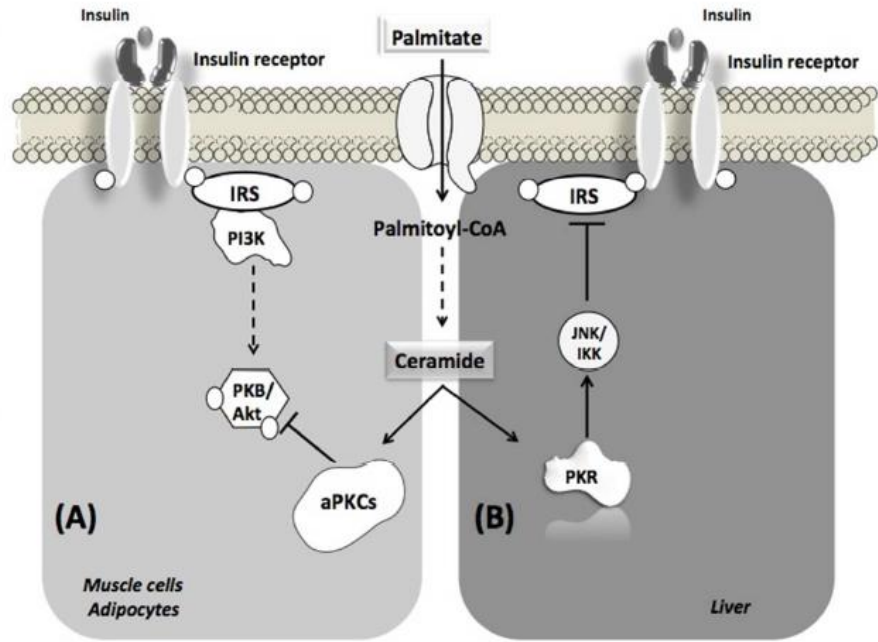 Insulin
Insulin receptor
Palmitate
Insulin
Insulin receptor
IRS
PI3K
Palmitoyl-CoA
IRS
JNK/
IKK
Ceramide
PKB/
Akt
aPKCs
PKR
(A)
(B)
Muscle cells
Adipocytes
Liver